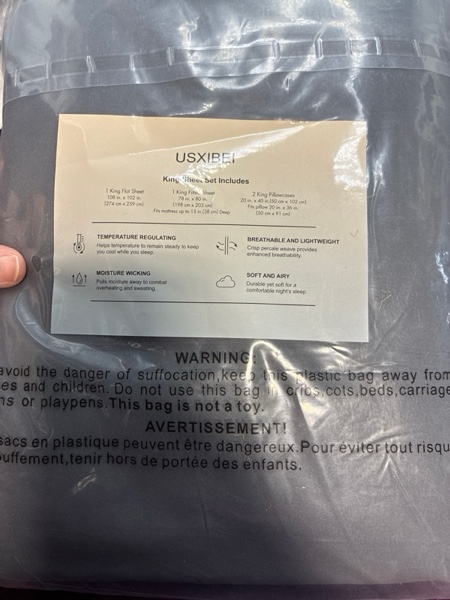 USXIBEI
King Sheet Set Includes
1 King Flat Sheet
108 in. x 102 in.
(274 cm x 259 cm)
1 King Fitted Sheet
78 in. x 80 in.
(198 cm x 203 cm)
Fits mattress up to 15 in (38 cm) Deep
2 King Pillowcases
20 in. x 40 in.(50 cm x 102 cm)
Fits pillow 20 in. x 36 in.
(50 cm x 91 cm)
TEMPERATURE REGULATING
Helps temperature to remain steady to keep
you cool while you sleep.
BREATHABLE AND LIGHTWEIGHT
Crisp percale weave provides
enhanced breathability.
MOISTURE WICKING
Pulls moisture away to combat
overheating and sweating.
SOFT AND AIRY
Durable yet soft for a
comfortable night's sleep.
WARNING:
avoid the danger of suffocation,keep this plastic bag away from
es and children. Do not use this bag in cribs,cots,beds,carriage
ns or playpens.This bag is not a toy.
AVERTISSEMENT!
sacs en plastique peuvent être dangereux.Pour éviter tout risqu
ouffement,tenir hors de portée des enfants.